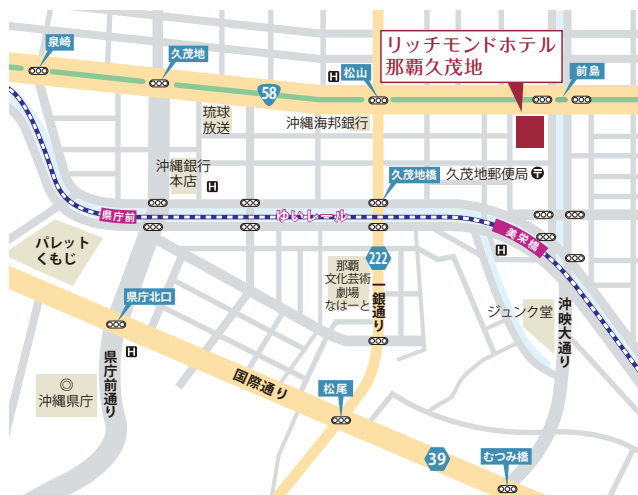 泉崎
久茂地
58
H
松山
リッチモンドホテル
那覇久茂地
前島
琉球
放送
沖縄海邦銀行
沖縄銀行
本店
H
久茂地橋
久茂地郵便局
県庁前
ゆいレール
美栄橋
H
パレット
くもじ
那覇
文化芸術
劇場
なはーと
222
一銀通り
ジュンク堂
沖映大通り
県庁北口
H
県庁前通り
国際通り
沖縄県庁
松尾
39
むつみ橋